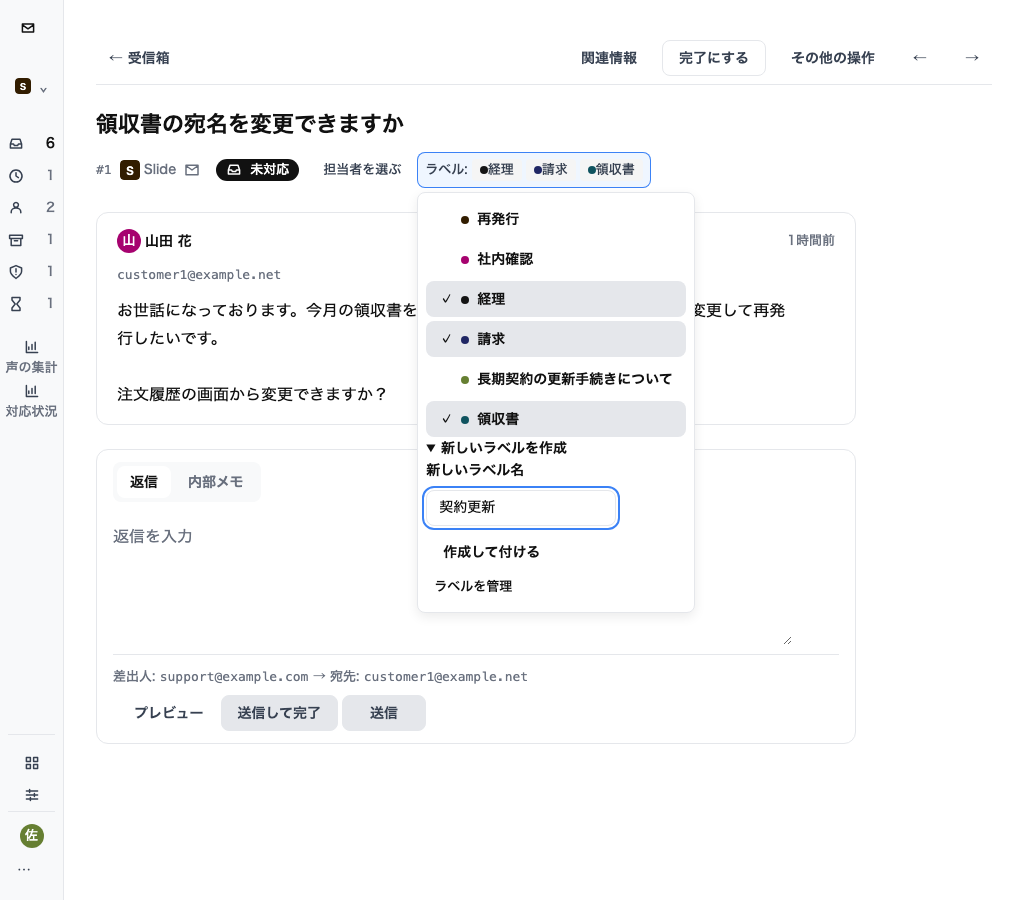 ← 受信箱
関連情報
完了にする
その他の操作
←
→
S
6
1
2
1
1
1
声の集計
対応状況
佐
…
領収書の宛名を変更できますか
#1 S Slide 未対応 担当者を選ぶ ラベル: 経理 請求 領収書
山 山田 花
1時間前
customer1@example.net
お世話になっております。今月の領収書を
変更して再発
行したいです。
注文履歴の画面から変更できますか？
再発行
社内確認
✓ 経理
✓ 請求
長期契約の更新手続きについて
✓ 領収書
▼ 新しいラベルを作成
新しいラベル名
契約更新
作成して付ける
ラベルを管理
返信 内部メモ
返信を入力
差出人: support@example.com → 宛先: customer1@example.net
プレビュー 送信して完了 送信